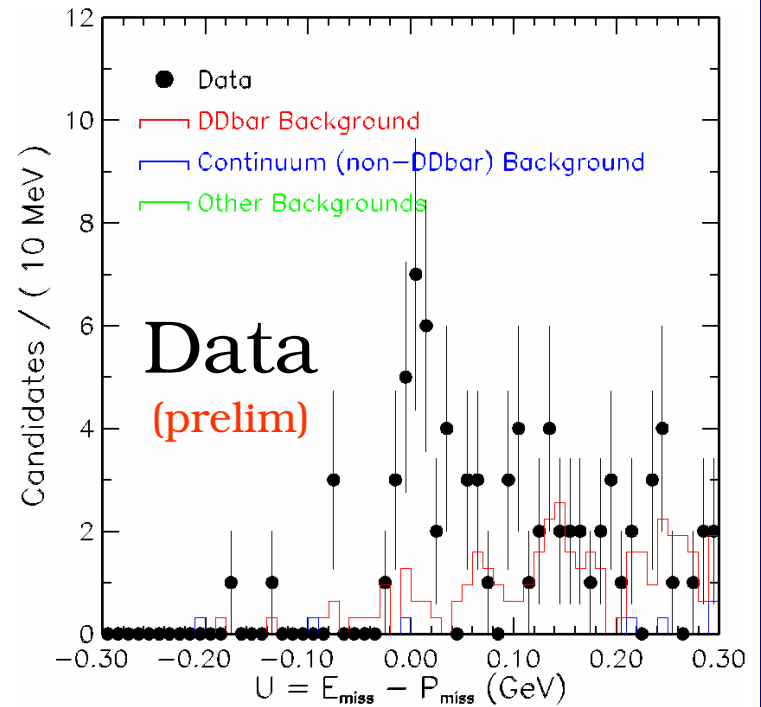 12
10
8
6
4
2
0
Candidates / ( 10 MeV )
Data
DDbar Background
Continuum (non-DDbar) Background
Other Backgrounds
Data
(prelim)
-0.30 -0.20 -0.10 0.00 0.10 0.20 0.30
U = Emiss - Pmiss (GeV)